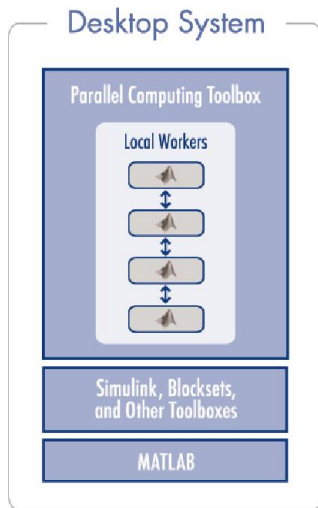 Desktop System
Parallel Computing Toolbox
Local Workers
Simulink, Blocksets,
and Other Toolboxes
MATLAB